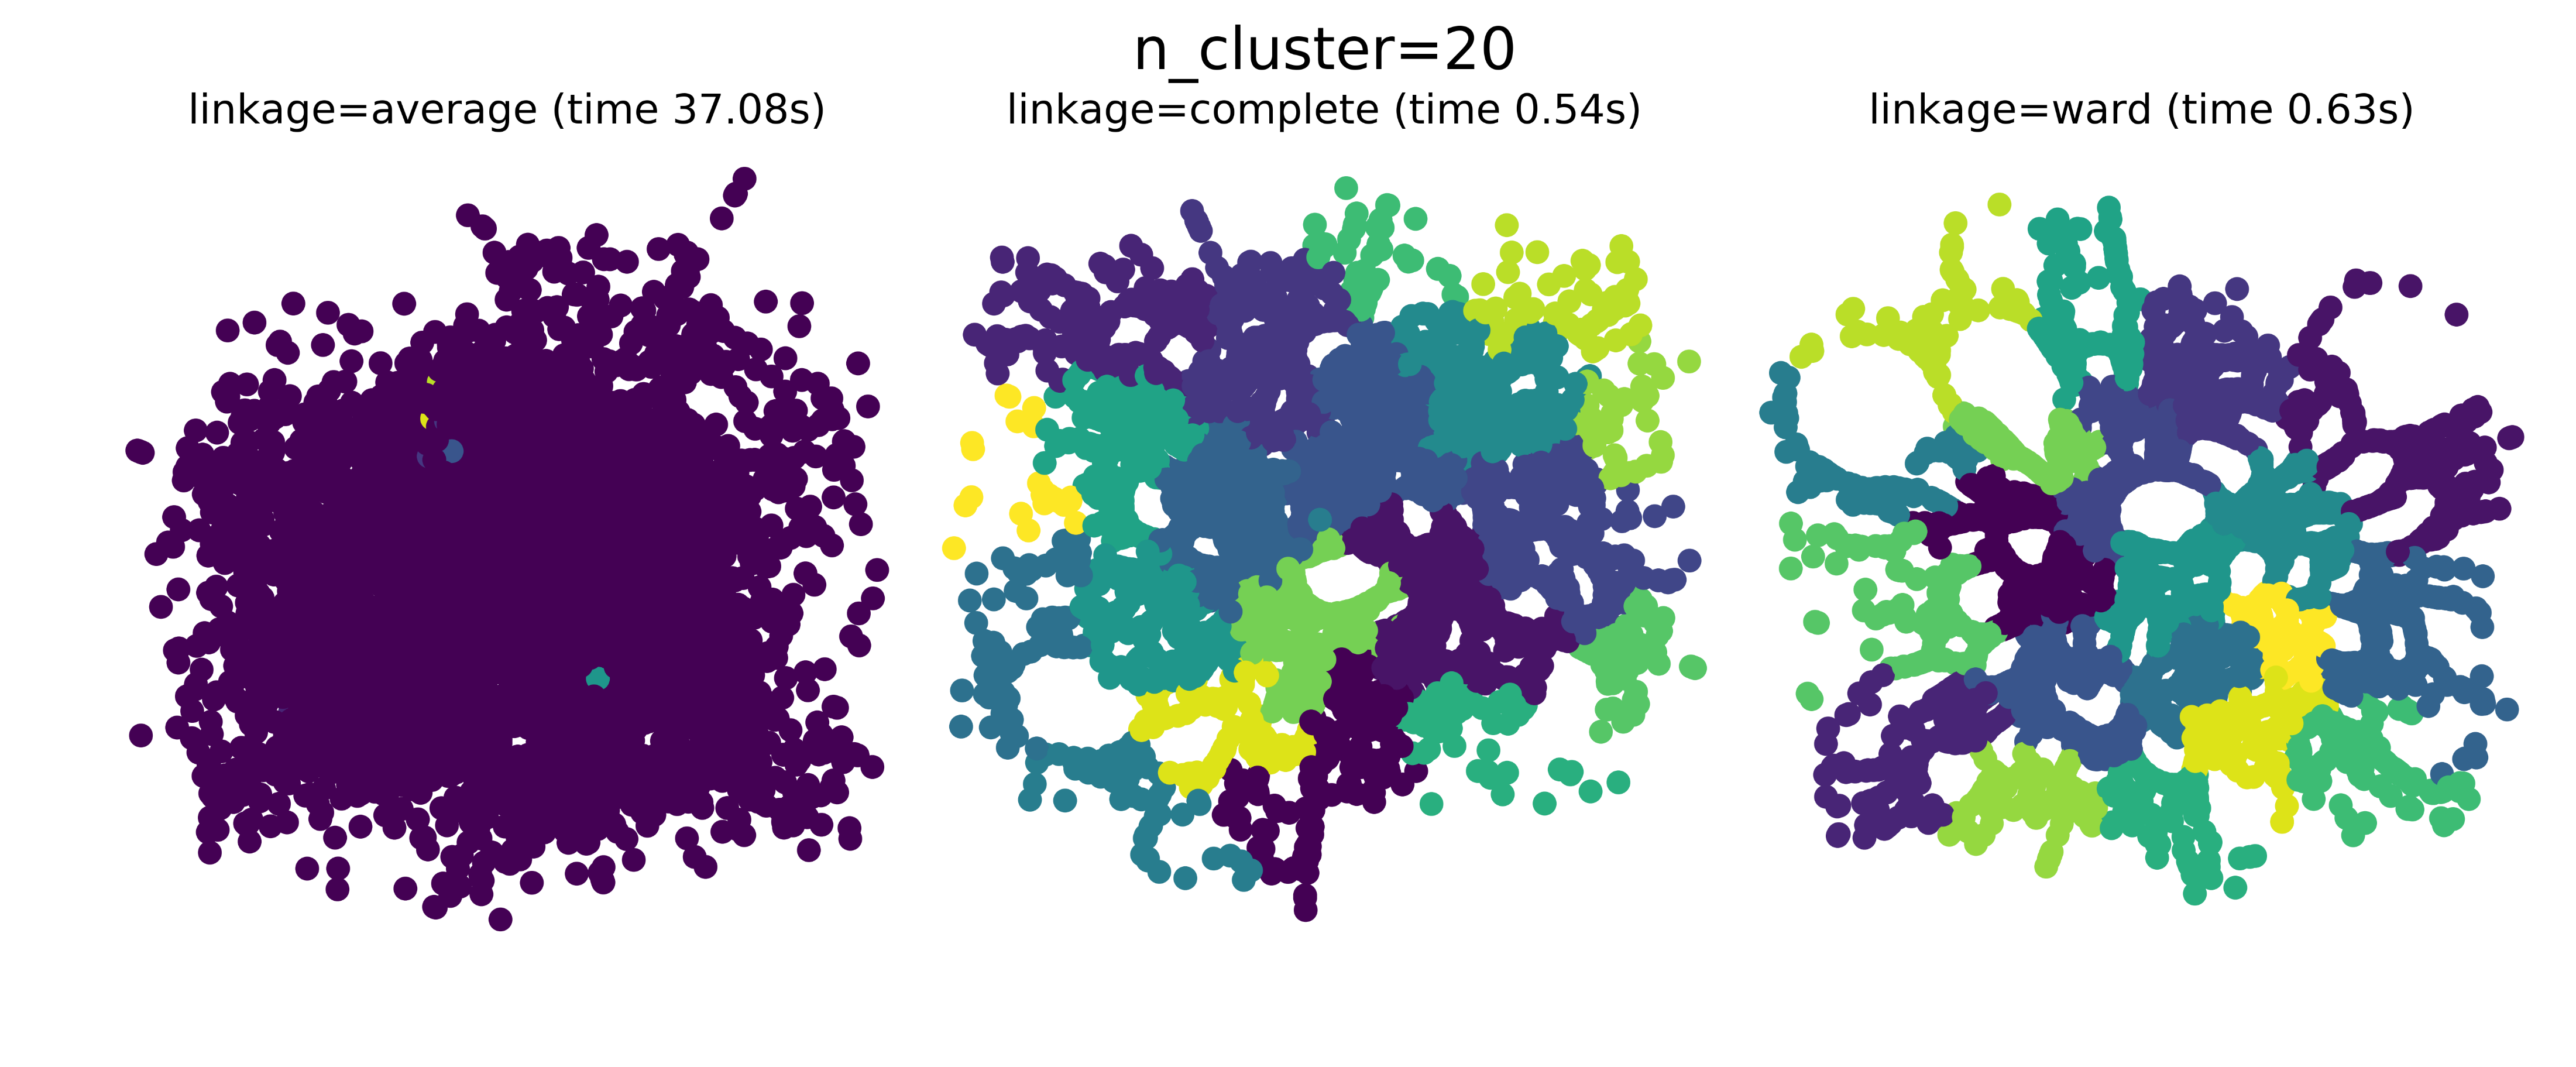 n_cluster=20
linkage=average (time 37.08s)
linkage=complete (time 0.54s)
linkage=ward (time 0.63s)